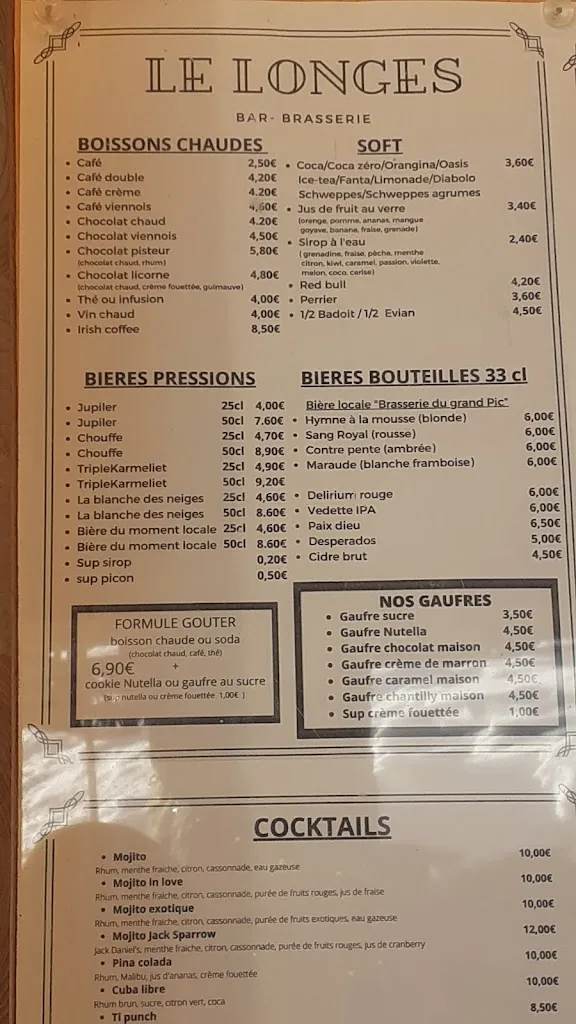 LE LONGES
BAR- BRASSERIE
BOISSONS CHAUDES
• Café 2,50€
• Café double 4,20€
• Café crème 4.20€
• Café viennois 4,60€
• Chocolat chaud 4.20€
• Chocolat viennois 4,50€
• Chocolat pisteur 5,80€
(chocolat chaud, rhum)
• Chocolat licorne 4,80€
(chocolat chaud, crème fouettée, guimauve)
• Thé ou infusion 4,00€
• Vin chaud 4,00€
• Irish coffee 8,50€
SOFT
• Coca/Coca zéro/Orangina/Oasis 3,60€
Ice-tea/Fanta/Limonade/Diabolo
Schweppes/Schweppes agrumes
• Jus de fruit au verre 3,40€
(orange, pomme, ananas, mangue
goyave, banane, fraise, grenade)
• Sirop à l'eau 2,40€
( grenadine, fraise, pêche, menthe
citron, kiwi, caramel, passion, violette,
melon, coco, cerise)
• Red bull 4,20€
• Perrier 3,60€
• 1/2 Badoit / 1/2 Evian 4,50€
BIERES PRESSIONS
• Jupiler 25cl 4,00€
• Jupiler 50cl 7.60€
• Chouffe 25cl 4,70€
• Chouffe 50cl 8,90€
• TripleKarmeliet 25cl 4,90€
• TripleKarmeliet 50cl 9,20€
• La blanche des neiges 25cl 4,60€
• La blanche des neiges 50cl 8.60€
• Bière du moment locale 25cl 4,60€
• Bière du moment locale 50cl 8.60€
• Sup sirop 0,20€
• sup picon 0,50€
BIERES BOUTEILLES 33 cl
Bière locale "Brasserie du grand Pic"
• Hymne à la mousse (blonde) 6,00€
• Sang Royal (rousse) 6,00€
• Contre pente (ambrée) 6,00€
• Maraude (blanche framboise) 6,00€
• Delirium rouge 6,00€
• Vedette IPA 6,00€
• Paix dieu 6,50€
• Desperados 5,00€
• Cidre brut 4,50€
FORMULE GOUTER
boisson chaude ou soda
(chocolat chaud, café, thé)
6,90€ +
cookie Nutella ou gaufre au sucre
(sup nutella ou crème fouettée 1,00€ )
NOS GAUFRES
• Gaufre sucre 3,50€
• Gaufre Nutella 4,50€
• Gaufre chocolat maison 4,50€
• Gaufre crème de marron 4,50€
• Gaufre caramel maison 4,50€
• Gaufre chantilly maison 4,50€
• Sup crème fouettée 1,00€
COCKTAILS
• Mojito 10,00€
Rhum, menthe fraiche, citron, cassonnade, eau gazeuse
• Mojito in love 10,00€
Rhum, menthe fraiche, citron, cassonnade, purée de fruits rouges, jus de fraise
• Mojito exotique 10,00€
Rhum, menthe fraiche, citron, cassonnade, purée de fruits exotiques, eau gazeuse
• Mojito Jack Sparrow 12,00€
Jack Daniel's, menthe fraiche, citron, cassonnade, purée de fruits rouges, jus de cranberry
• Pina colada 10,00€
Rhum, Malibu, jus d'ananas, crème fouettée
• Cuba libre 10,00€
Rhum brun, sucre, citron vert, coca
• Ti punch 8,50€